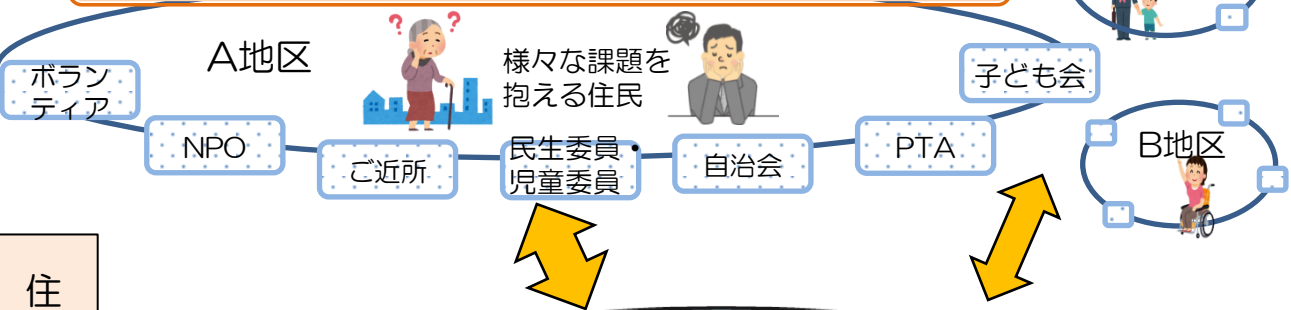 A地区
様々な課題を
抱える住民
ボラン
ティア
NPO
ご近所
民生委員・
児童委員
自治会
PTA
子ども会
B地区
住